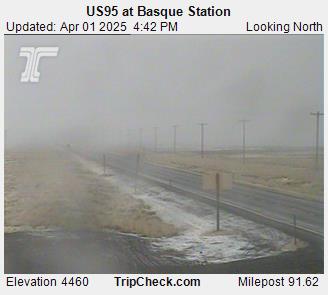 US95 at Basque Station
Updated: Apr 01 2025 4:42 PM Looking North
Elevation 4460 TripCheck.com Milepost 91.62